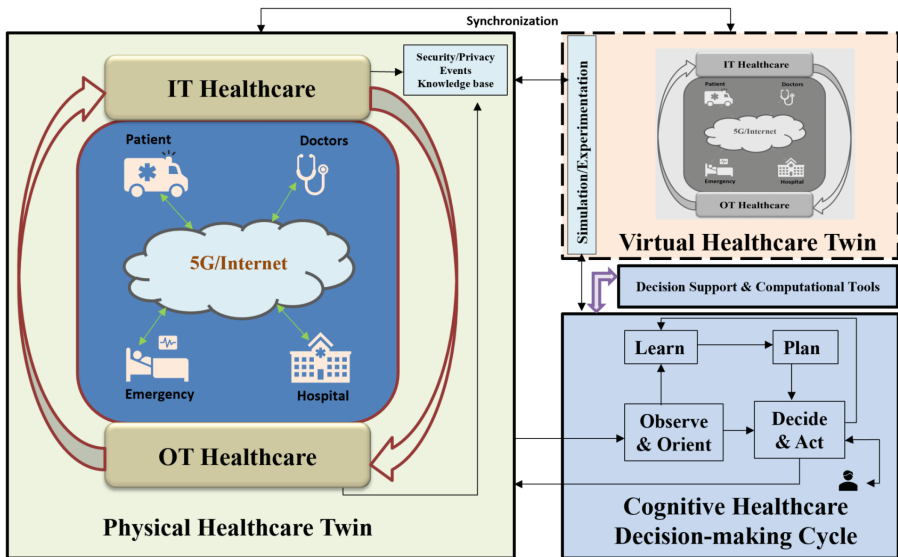 Synchronization
IT Healthcare
Security/Privacy
Events
Knowledge base
Patient
Doctors
5G/Internet
Emergency
Hospital
OT Healthcare
Physical Healthcare Twin
Simulation/Experimentation
IT Healthcare
Patient
Doctors
5G/Internet
Emergency
Hospital
OT Healthcare
Virtual Healthcare Twin
Decision Support & Computational Tools
Learn
Plan
Observe
& Orient
Decide
& Act
Cognitive Healthcare
Decision-making Cycle